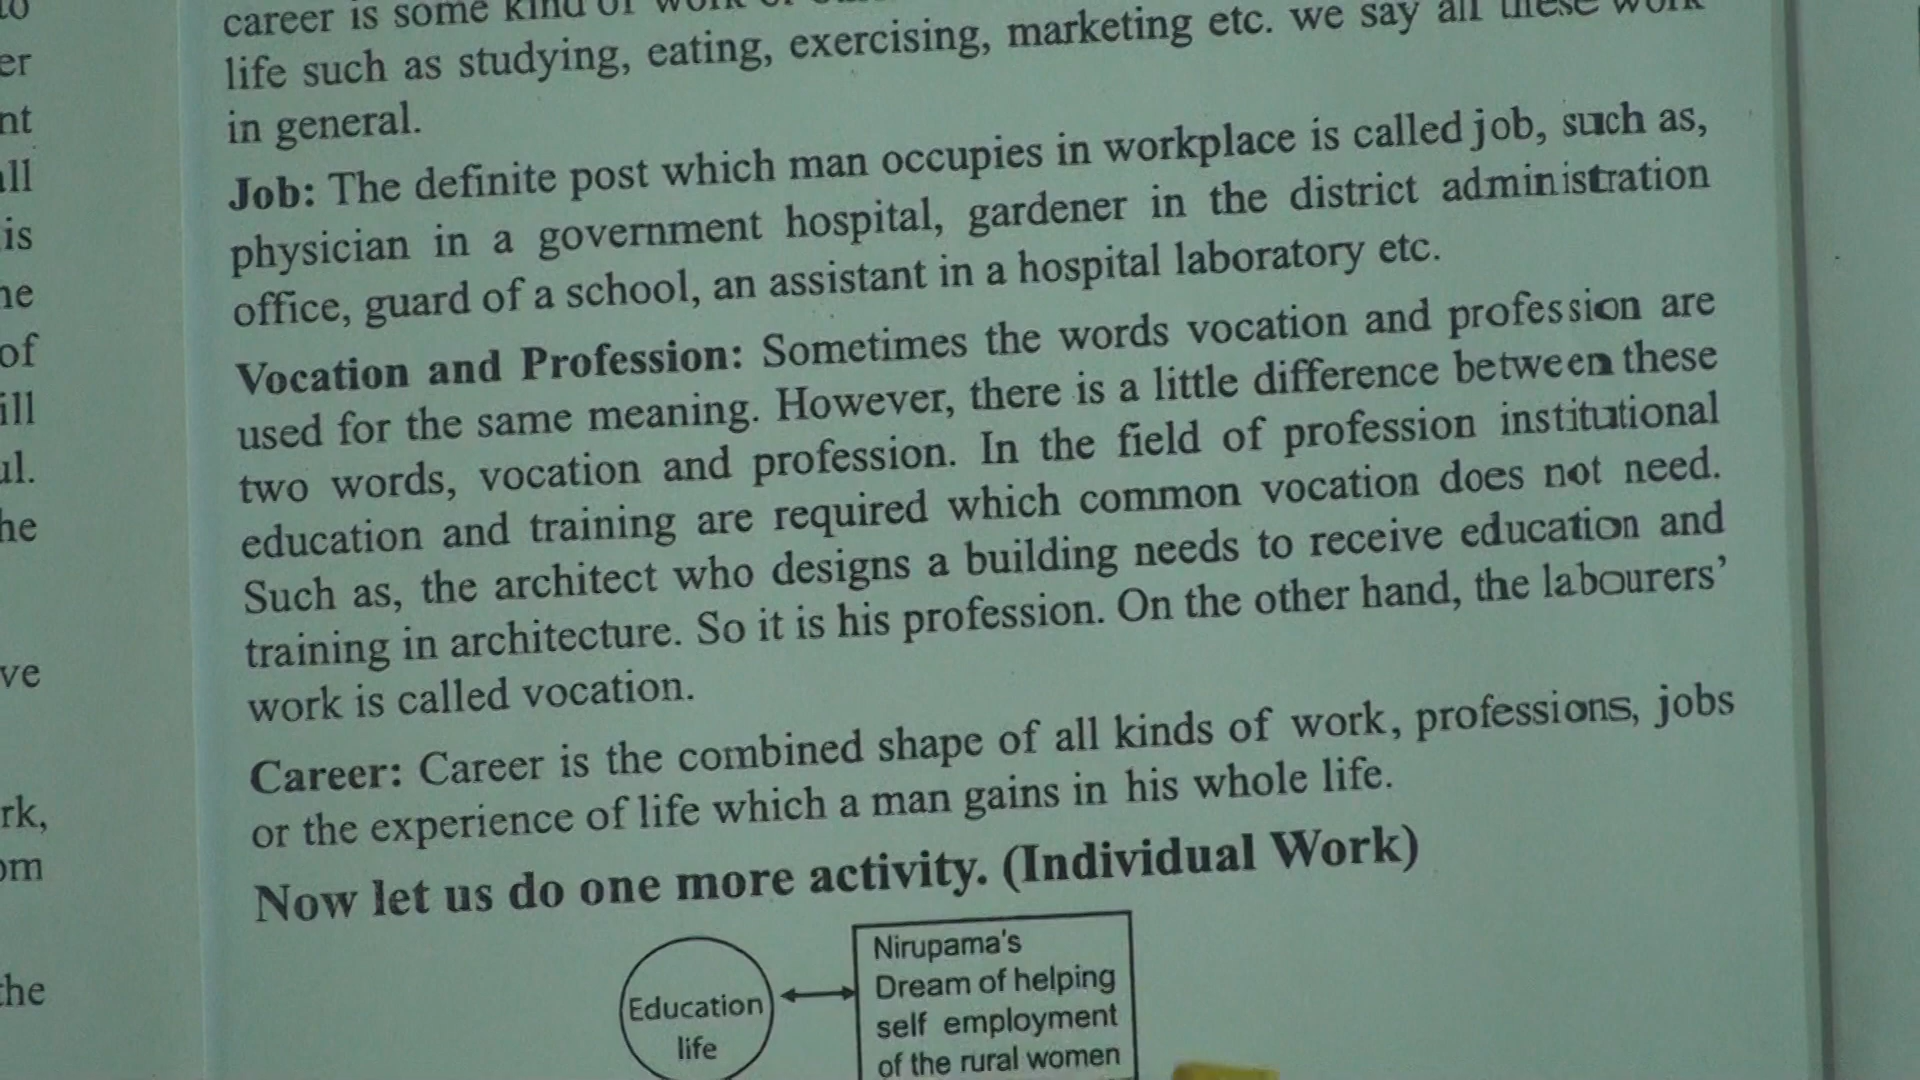 career is some kind of work or
life such as studying, eating, exercising, marketing etc. we say all these work
in general.
Job: The definite post which man occupies in workplace is called job, such as,
physician in a government hospital, gardener in the district administration
office, guard of a school, an assistant in a hospital laboratory etc.
Vocation and Profession: Sometimes the words vocation and profession are
used for the same meaning. However, there is a little difference between these
two words, vocation and profession. In the field of profession institutional
education and training are required which common vocation does not need.
Such as, the architect who designs a building needs to receive education and
training in architecture. So it is his profession. On the other hand, the labourers'
work is called vocation.
Career: Career is the combined shape of all kinds of work, professions, jobs
or the experience of life which a man gains in his whole life.
Now let us do one more activity. (Individual Work)
Education
life
Nirupama's
Dream of helping
self employment
of the rural women